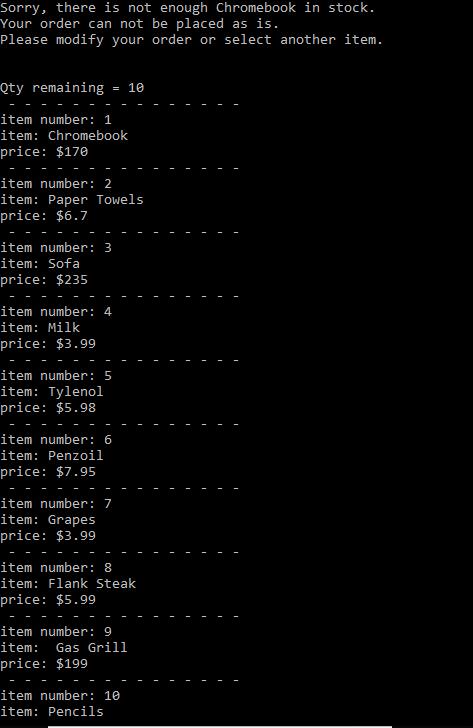 Sorry, there is not enough Chromebook in stock.
Your order can not be placed as is.
Please modify your order or select another item.
Qty remaining = 10
- - - - - - - - - - - - - - -
item number: 1
item: Chromebook
price: $170
- - - - - - - - - - - - - - -
item number: 2
item: Paper Towels
price: $6.7
- - - - - - - - - - - - - - -
item number: 3
item: Sofa
price: $235
- - - - - - - - - - - - - - -
item number: 4
item: Milk
price: $3.99
- - - - - - - - - - - - - - -
item number: 5
item: Tylenol
price: $5.98
- - - - - - - - - - - - - - -
item number: 6
item: Penzoil
price: $7.95
- - - - - - - - - - - - - - -
item number: 7
item: Grapes
price: $3.99
- - - - - - - - - - - - - - -
item number: 8
item: Flank Steak
price: $5.99
- - - - - - - - - - - - - - -
item number: 9
item:  Gas Grill
price: $199
- - - - - - - - - - - - - - -
item number: 10
item: Pencils